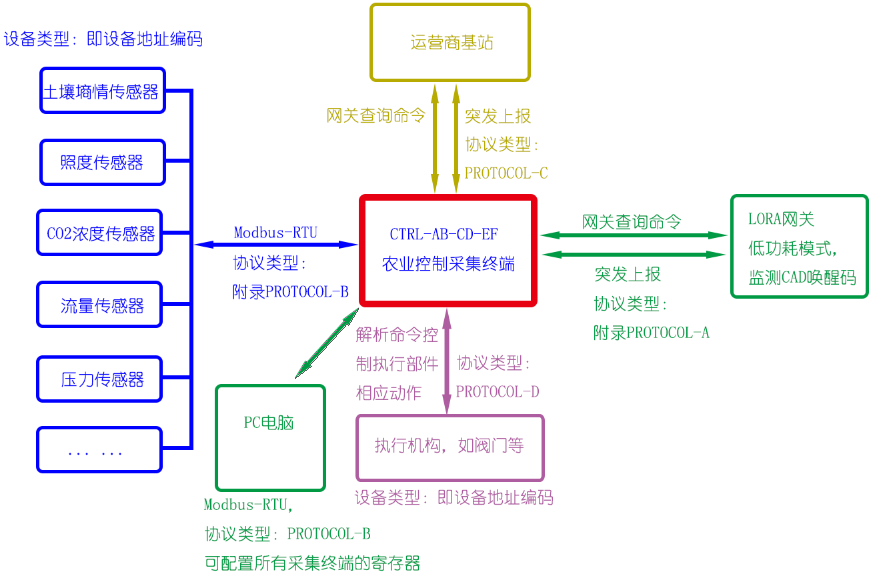 设备类型：即设备地址编码
土壤墒情传感器
照度传感器
CO2浓度传感器
流量传感器
压力传感器
... ...
运营商基站
网关查询命令
突发上报
协议类型：
PROTOCOL-C
Modbus-RTU
协议类型：
附录PROTOCOL-B
CTRL-AB-CD-EF
农业控制采集终端
网关查询命令
突发上报
协议类型：
附录PROTOCOL-A
LORA网关
低功耗模式，
监测CAD唤醒码
解析命令控
制执行部件
相应动作
协议类型：
PROTOCOL-D
PC电脑
Modbus-RTU，
协议类型：PROTOCOL-B
可配置所有采集终端的寄存器
执行机构，如阀门等
设备类型：即设备地址编码